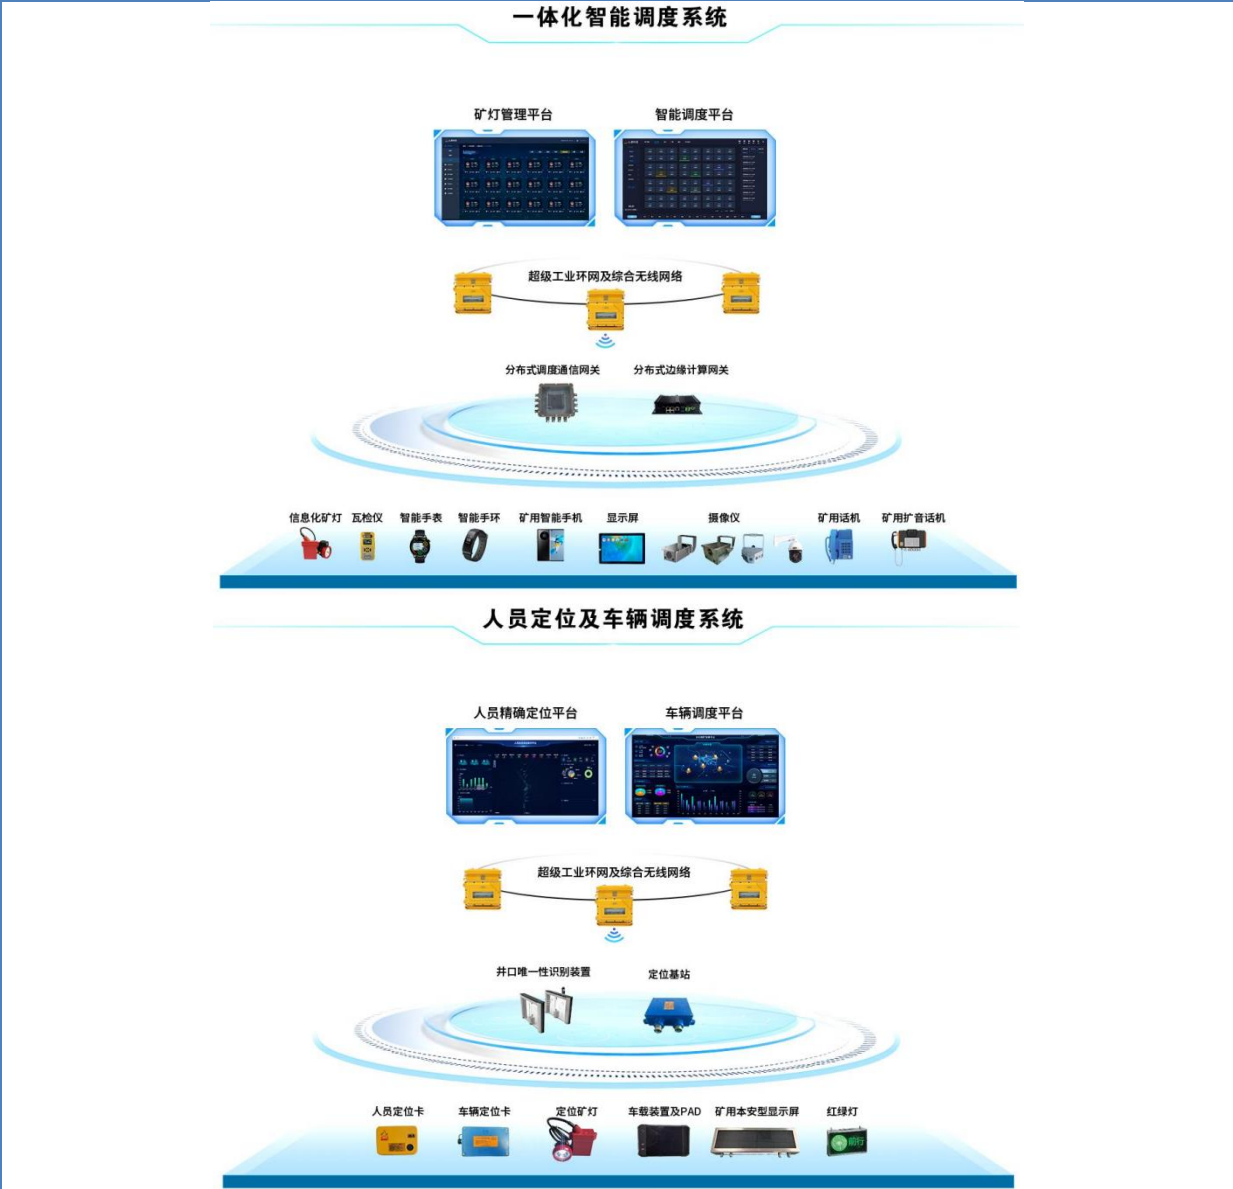 一体化智能调度系统
矿灯管理平台 智能调度平台
超级工业环网及综合无线网络
分布式调度通信网关 分布式边缘计算网关
信息化矿灯 瓦检仪 智能手表 智能手环 矿用智能手机 显示屏 摄像仪 矿用话机 矿用扩音话机
人员定位及车辆调度系统
人员精确定位平台 车辆调度平台
超级工业环网及综合无线网络
井口唯一性识别装置 定位基站
人员定位卡 车辆定位卡 定位矿灯 车载装置及PAD 矿用本安型显示屏 红绿灯
前行